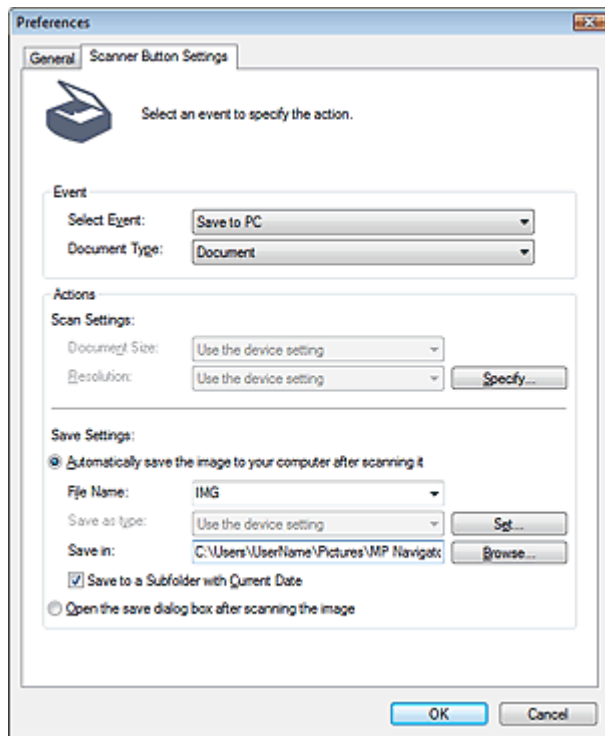 Preferences
General Scanner Button Settings
Select an event to specify the action.
Event
Select Event: Save to PC
Document Type: Document
Actions
Scan Settings:
Document Size: Use the device setting
Resolution: Use the device setting Specify...
Save Settings:
Automatically save the image to your computer after scanning it
File Name: IMG
Save as type: Use the device setting Set...
Save in: C:\Users\UserName\Pictures\MP Navigato Browse...
Save to a Subfolder with Current Date
Open the save dialog box after scanning the image
OK Cancel